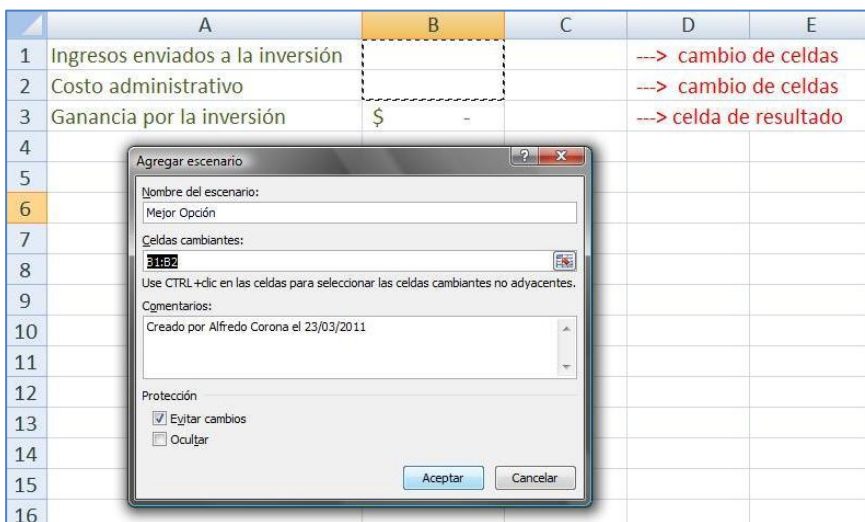 A B C D E
1 Ingresos enviados a la inversión ---> cambio de celdas
2 Costo administrativo ---> cambio de celdas
3 Ganancia por la inversión $ - ---> celda de resultado
4
5
6
7
8
9
10
11
12
13
14
15
16
Agregar escenario ? x
Nombre del escenario:
Mejor Opción
Celdas cambiantes:
B1:B2
Use CTRL+clic en las celdas para seleccionar las celdas cambiantes no adyacentes.
Comentarios:
Creado por Alfredo Corona el 23/03/2011
Protección
Evitar cambios
Ocultar
Aceptar Cancelar